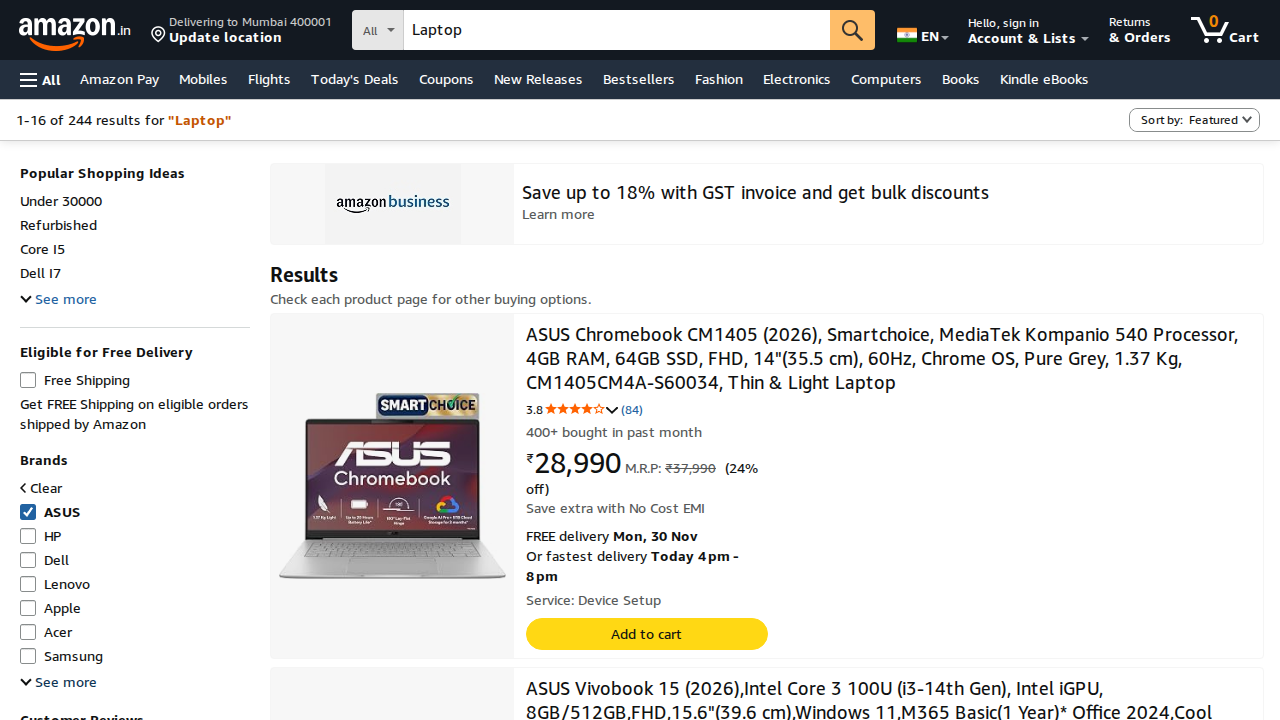 amazon.in
Delivering to Mumbai 400001
Update location
All
Laptop
EN
Hello, sign in
Account & Lists
Returns
& Orders
0
Cart
All
Amazon Pay
Mobiles
Flights
Today's Deals
Coupons
New Releases
Bestsellers
Fashion
Electronics
Computers
Books
Kindle eBooks
1-16 of 244 results for "Laptop"
Sort by: Featured
Popular Shopping Ideas
Under 30000
Refurbished
Core I5
Dell I7
See more
Eligible for Free Delivery
Free Shipping
Get FREE Shipping on eligible orders
shipped by Amazon
Brands
Clear
ASUS
HP
Dell
Lenovo
Apple
Acer
Samsung
See more
Customer Reviews
amazon business
Save up to 18% with GST invoice and get bulk discounts
Learn more
Results
Check each product page for other buying options.
SMARTCHOICE
ASUS
Chromebook
ASUS Chromebook CM1405 (2026), Smartchoice, MediaTek Kompanio 540 Processor,
4GB RAM, 64GB SSD, FHD, 14"(35.5 cm), 60Hz, Chrome OS, Pure Grey, 1.37 Kg,
CM1405CM4A-S60034, Thin & Light Laptop
3.8 (84)
400+ bought in past month
₹28,990 M.R.P: ₹37,990 (24%
off)
Save extra with No Cost EMI
FREE delivery Mon, 30 Nov
Or fastest delivery Today 4 pm -
8 pm
Service: Device Setup
Add to cart
ASUS Vivobook 15 (2026),Intel Core 3 100U (i3-14th Gen), Intel iGPU,
8GB/512GB,FHD,15.6"(39.6 cm),Windows 11,M365 Basic(1 Year)* Office 2024,Cool